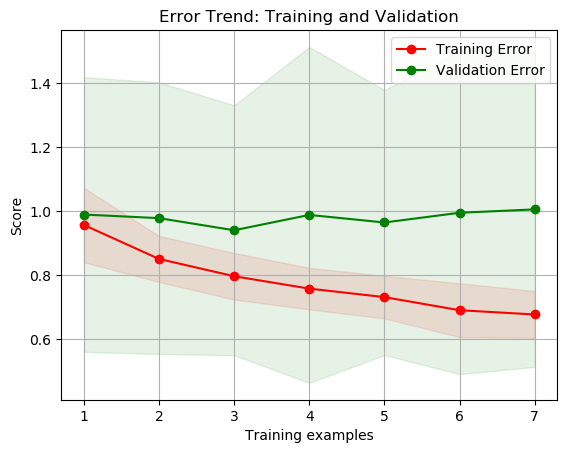 Error Trend: Training and Validation
Training Error
Validation Error
1.4
1.2
1.0
0.8
0.6
Score
1 2 3 4 5 6 7
Training examples